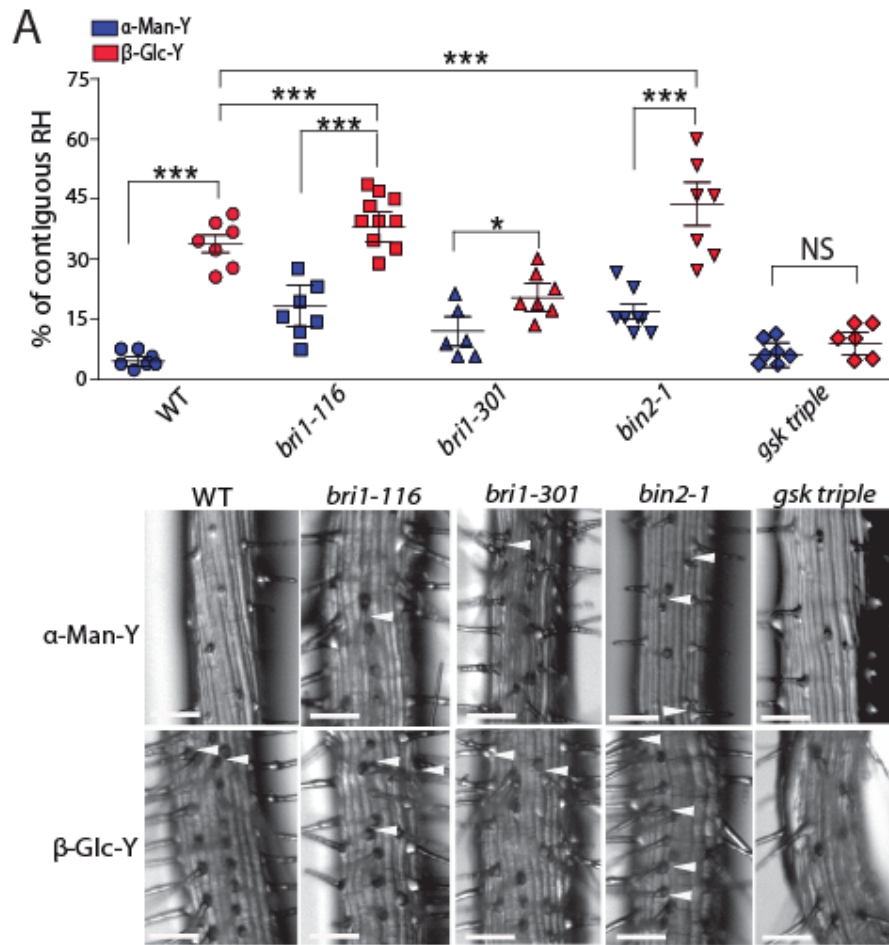 A
α-Man-Y
β-Glc-Y
% of contiguous RH
75
60
45
30
15
0
***
***
***
***
***
*
NS
WT
bri1-116
bri1-301
bin2-1
gsk triple
WT bri1-116 bri1-301 bin2-1 gsk triple
α-Man-Y
β-Glc-Y